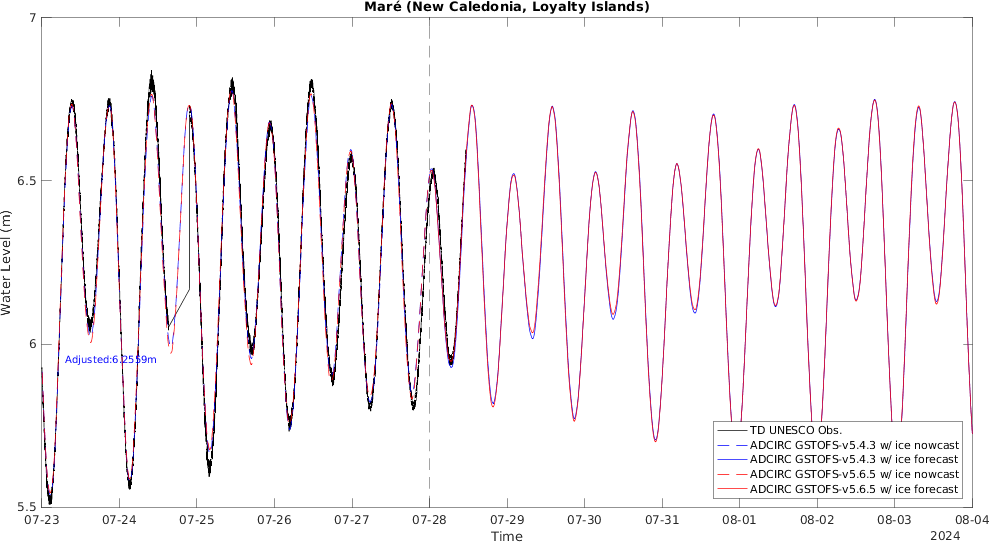 Maré (New Caledonia, Loyalty Islands)
7
6.5
6
5.5
Water Level (m)
Adjusted:6.2559m
TD UNESCO Obs.
ADCIRC GSTOFS-v5.4.3 w/ ice nowcast
ADCIRC GSTOFS-v5.4.3 w/ ice forecast
ADCIRC GSTOFS-v5.6.5 w/ ice nowcast
ADCIRC GSTOFS-v5.6.5 w/ ice forecast
07-23 07-24 07-25 07-26 07-27 07-28 07-29 07-30 07-31 08-01 08-02 08-03 08-04
Time
2024